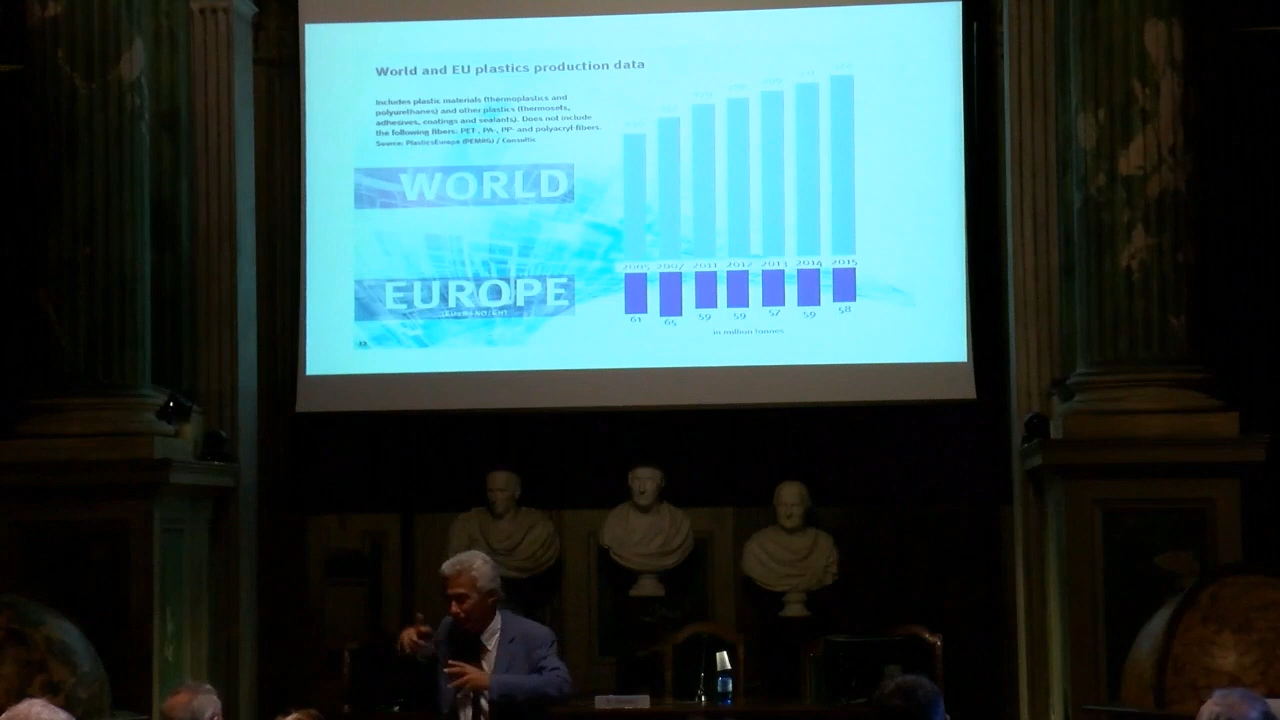 World and EU plastics production data
Includes plastic materials (thermoplastics and
polyurethanes) and other plastics (thermosets,
adhesives, coatings and sealants). Does not include
the following fibers: PET-, PA-, PP- and polyacryl-fibers.
Source: PlasticsEurope (PEMRG) / Consultic
WORLD
2005 2007 2011 2012 2013 2014 2015
EUROPE
61 65 59 59 57 59 58
in million tonnes